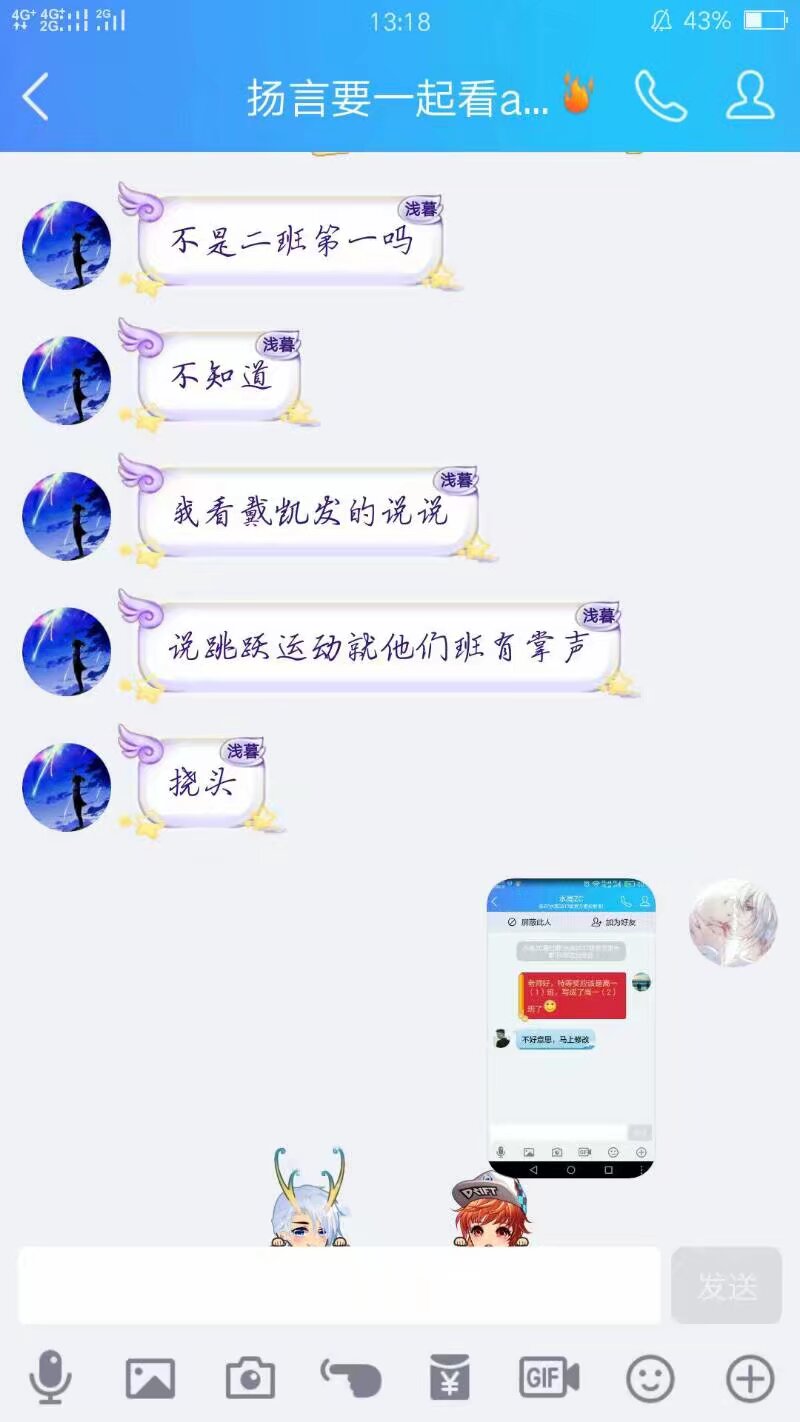 4G+ 4G+ 2G
2G
13:18
43%
扬言要一起看a...
浅暮
不是二班第一吗
浅暮
不知道
浅暮
我看戴凯发的说说
浅暮
说跳跃运动就他们班有掌声
浅暮
挠头
屏蔽此人
加为好友
老师好，特等奖应该是高一
（1）班，写成了高一（2）
班了
不好意思，马上修改
DRIFT
发送
GIF